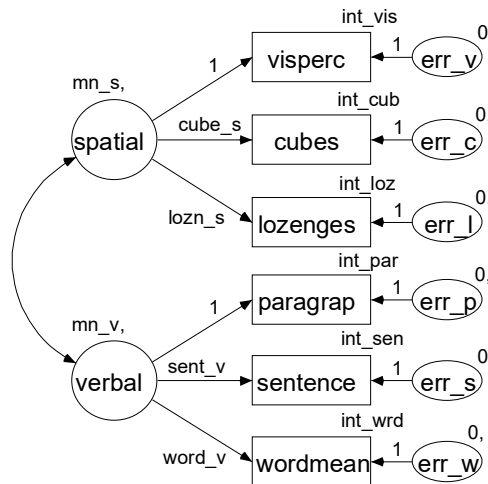 int_vis
0
1
visperc
1
err_v
mn_s,
int_cub
0
spatial
cube_s
cubes
1
err_c
int_loz
0
lozn_s
lozenges
1
err_l
int_par
0,
1
paragrap
1
err_p
mn_v,
int_sen
0
verbal
sent_v
sentence
1
err_s
int_wrd
0,
word_v
wordmean
1
err_w